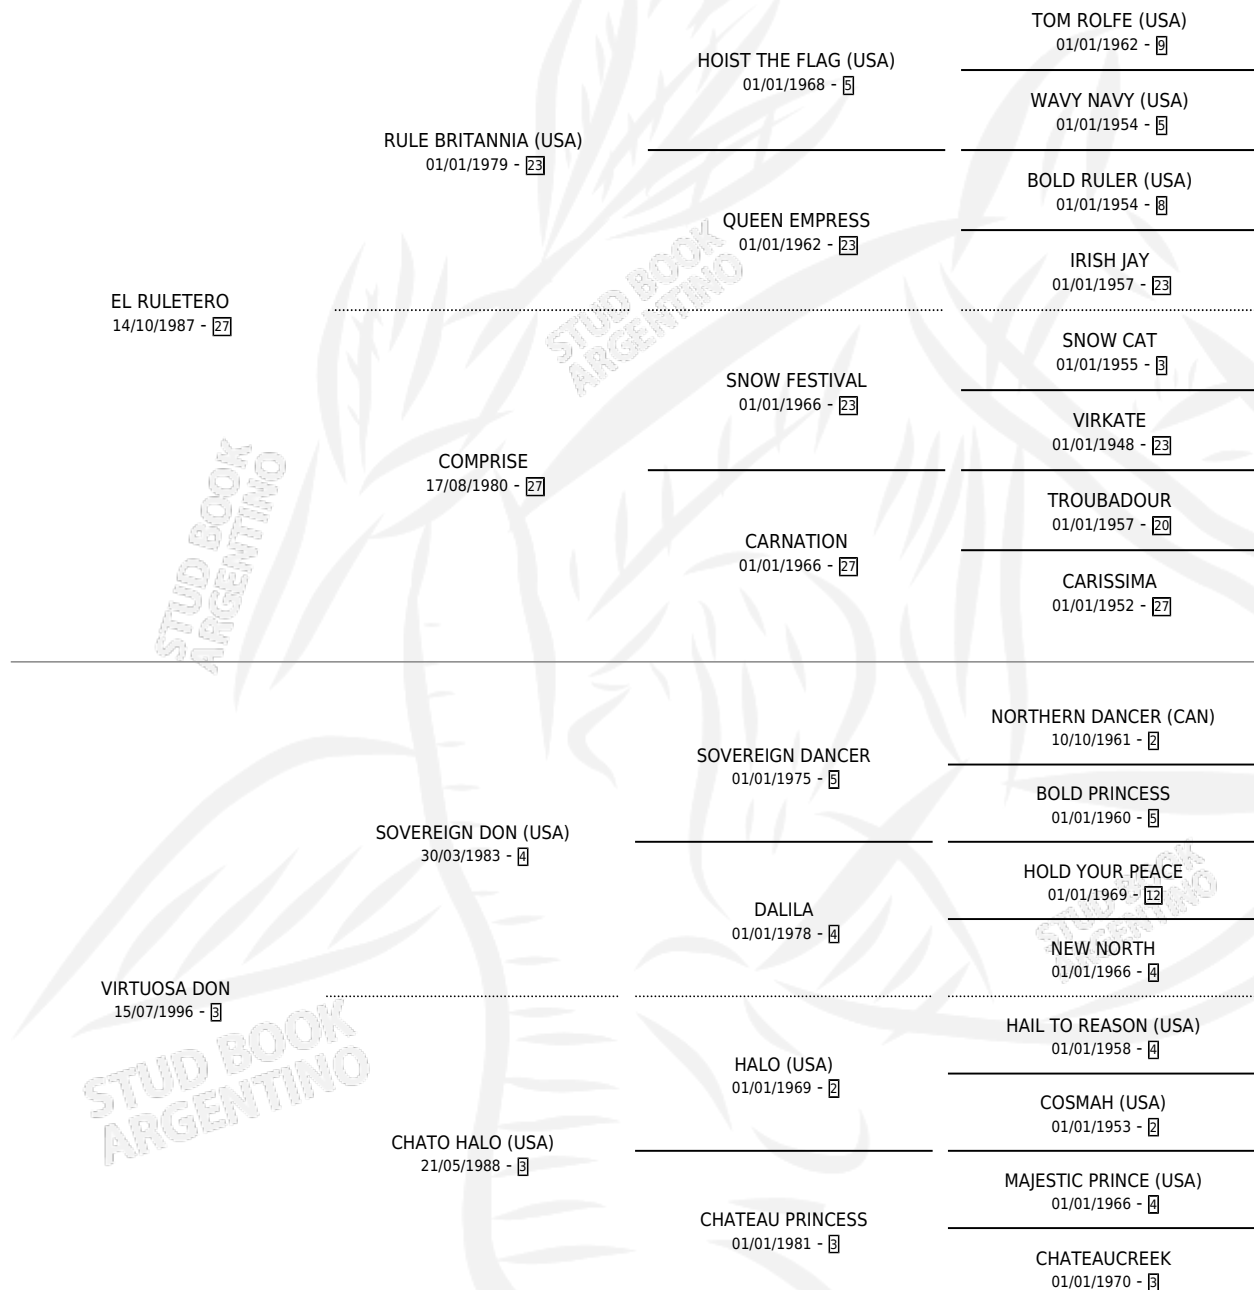 TOM ROLFE (USA)
01/01/1962 - 9
HOIST THE FLAG (USA)
01/01/1968 - 5
WAVY NAVY (USA)
01/01/1954 - 5
RULE BRITANNIA (USA)
01/01/1979 - 23
BOLD RULER (USA)
01/01/1954 - 8
QUEEN EMPRESS
01/01/1962 - 23
IRISH JAY
01/01/1957 - 23
EL RULETERO
14/10/1987 - 27
SNOW CAT
01/01/1955 - 3
SNOW FESTIVAL
01/01/1966 - 23
VIRKATE
01/01/1948 - 23
COMPRISE
17/08/1980 - 27
TROUBADOUR
01/01/1957 - 20
CARNATION
01/01/1966 - 27
CARISSIMA
01/01/1952 - 27
STUD BOOK
ARGENTINO
STUD BOOK
ARGENTINO
NORTHERN DANCER (CAN)
10/10/1961 - 2
SOVEREIGN DANCER
01/01/1975 - 5
BOLD PRINCESS
01/01/1960 - 5
SOVEREIGN DON (USA)
30/03/1983 - 4
HOLD YOUR PEACE
01/01/1969 - 12
DALILA
01/01/1978 - 4
NEW NORTH
01/01/1966 - 4
VIRTUOSA DON
15/07/1996 - 3
HAIL TO REASON (USA)
01/01/1958 - 4
HALO (USA)
01/01/1969 - 2
COSMAH (USA)
01/01/1953 - 2
CHATO HALO (USA)
21/05/1988 - 3
MAJESTIC PRINCE (USA)
01/01/1966 - 4
CHATEAU PRINCESS
01/01/1981 - 3
CHATEAUCREEK
01/01/1970 - 3
STUD BOOK
ARGENTINO
STUD BOOK
ARGENTINO